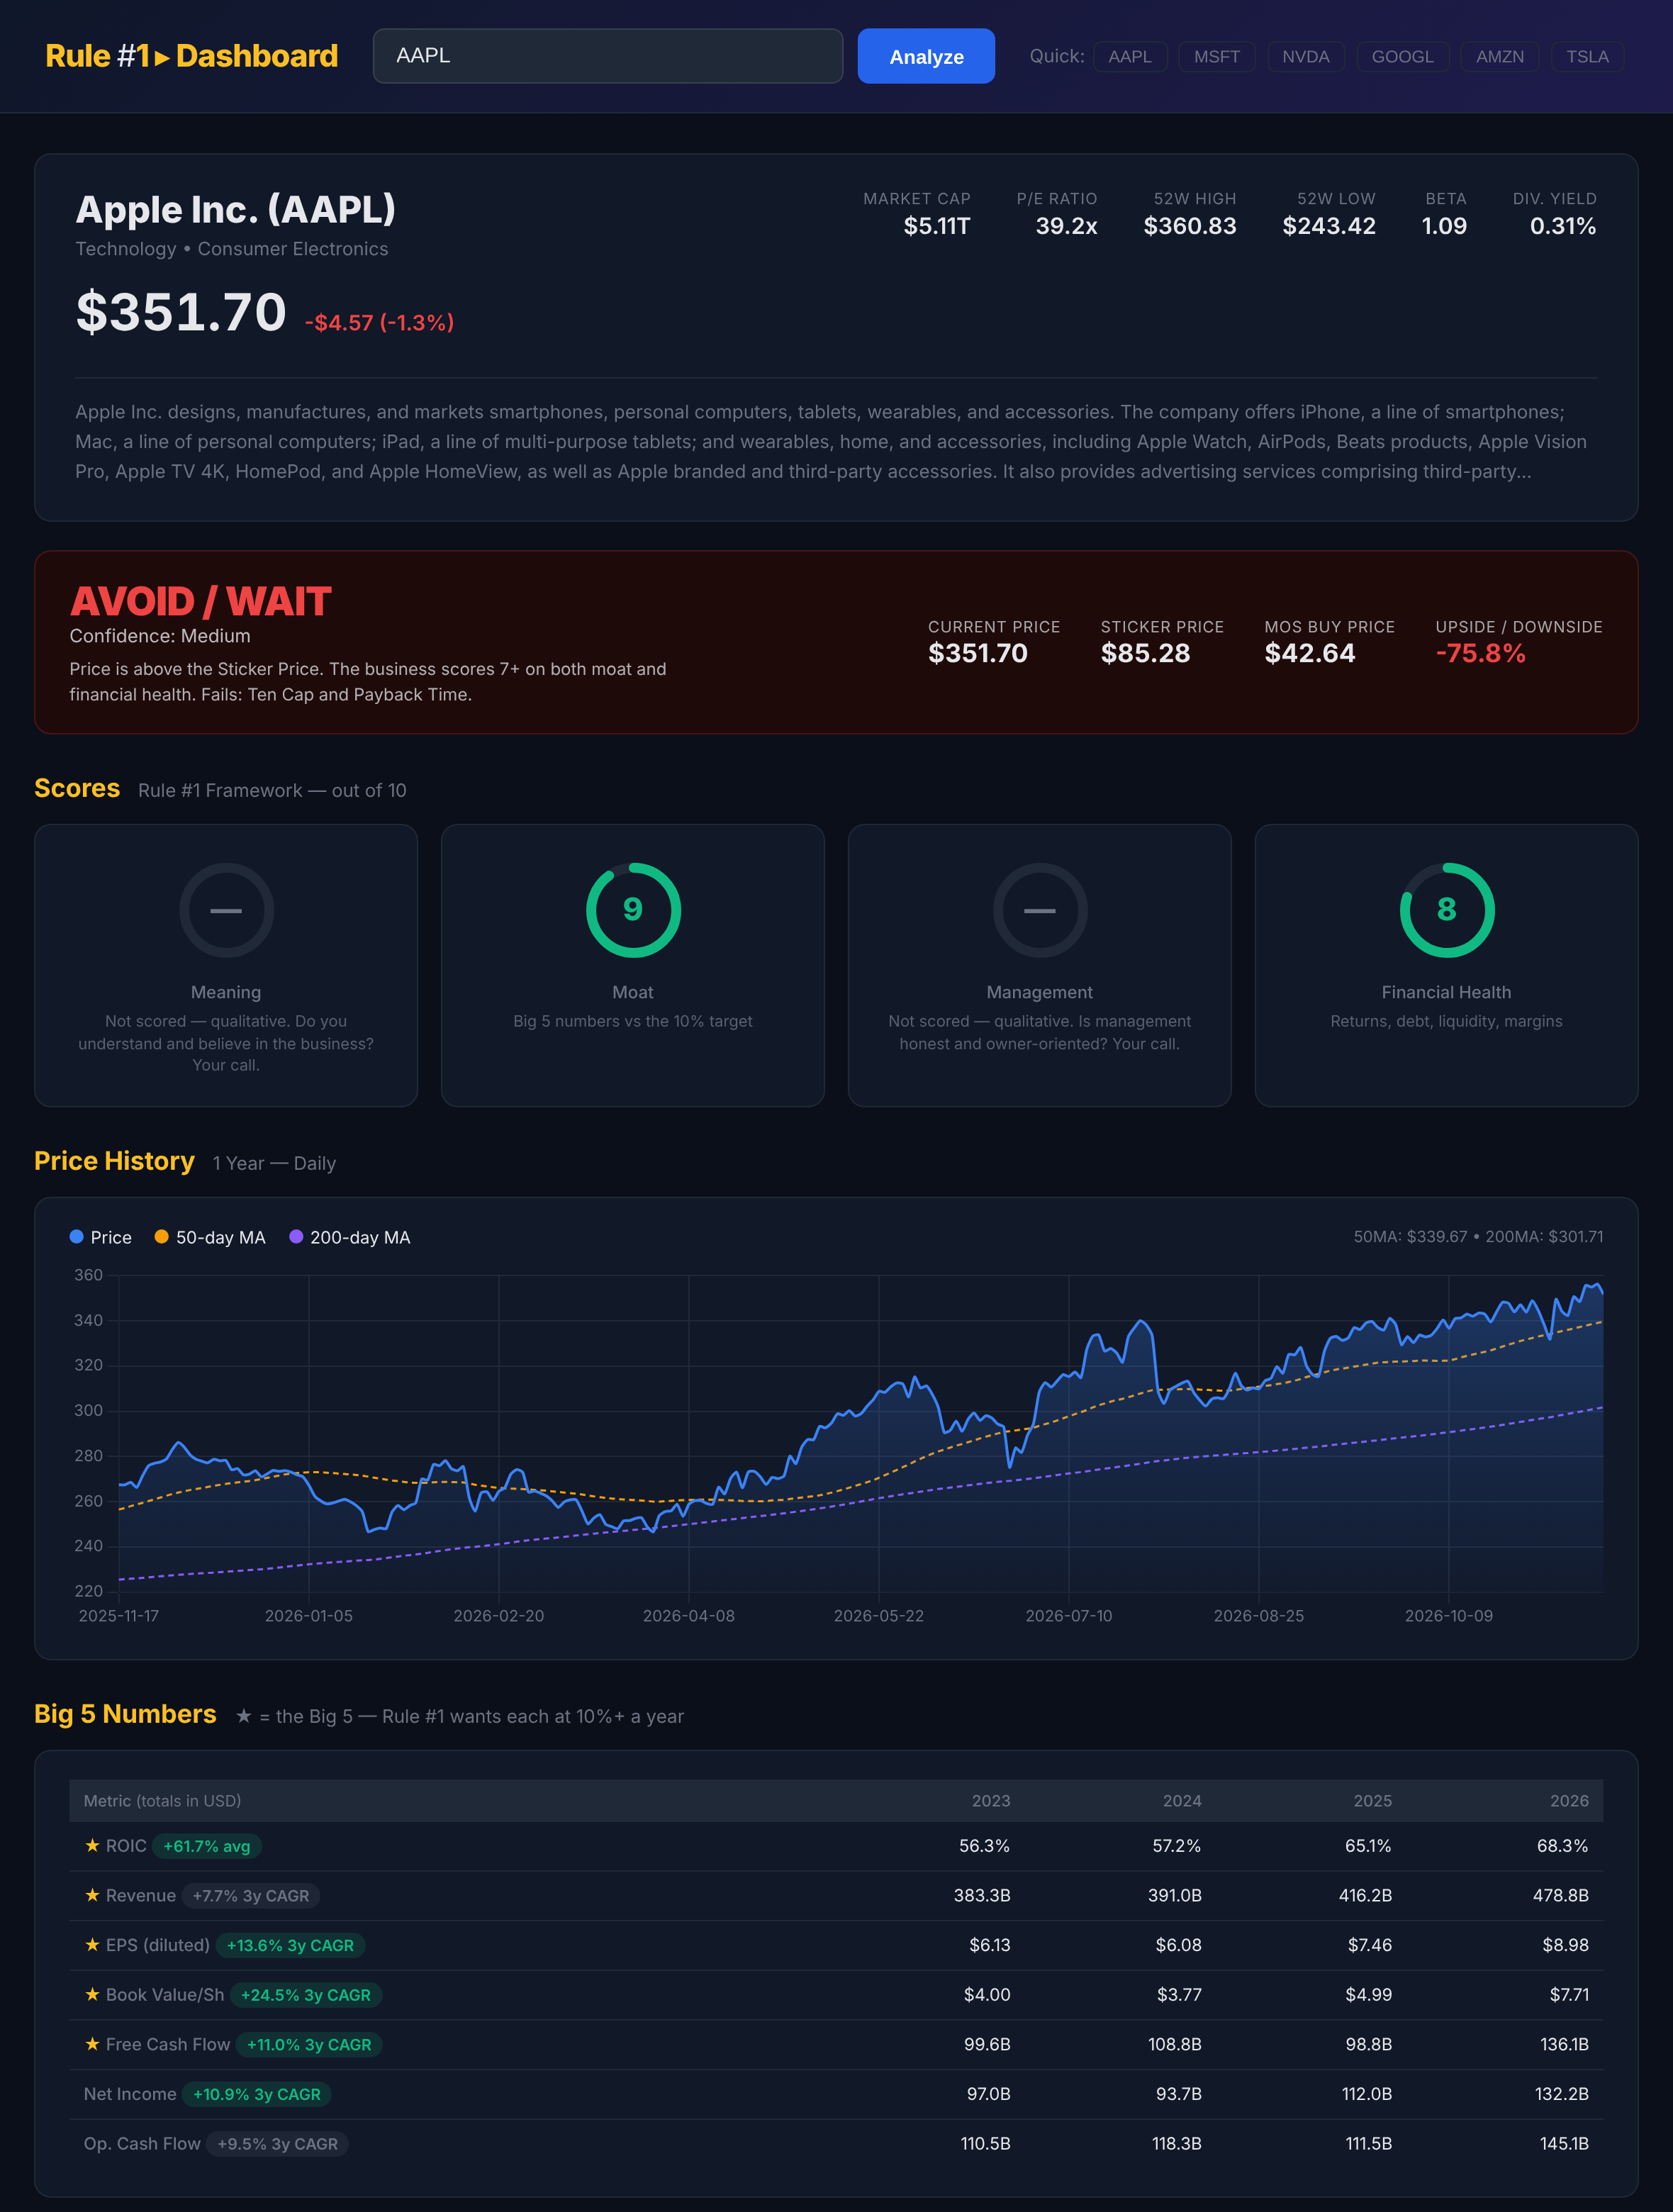 Rule #1 ▸ Dashboard
AAPL
Analyze
Quick: AAPL MSFT NVDA GOOGL AMZN TSLA
Apple Inc. (AAPL)
Technology • Consumer Electronics
$351.70 -$4.57 (-1.3%)
MARKET CAP P/E RATIO 52W HIGH 52W LOW BETA DIV. YIELD
$5.11T 39.2x $360.83 $243.42 1.09 0.31%
Apple Inc. designs, manufactures, and markets smartphones, personal computers, tablets, wearables, and accessories. The company offers iPhone, a line of smartphones;
Mac, a line of personal computers; iPad, a line of multi-purpose tablets; and wearables, home, and accessories, including Apple Watch, AirPods, Beats products, Apple Vision
Pro, Apple TV 4K, HomePod, and Apple HomeView, as well as Apple branded and third-party accessories. It also provides advertising services comprising third-party...
AVOID / WAIT
Confidence: Medium
Price is above the Sticker Price. The business scores 7+ on both moat and
financial health. Fails: Ten Cap and Payback Time.
CURRENT PRICE STICKER PRICE MOS BUY PRICE UPSIDE / DOWNSIDE
$351.70 $85.28 $42.64 -75.8%
Scores Rule #1 Framework — out of 10
—
Meaning
Not scored — qualitative. Do you
understand and believe in the business?
Your call.
9
Moat
Big 5 numbers vs the 10% target
—
Management
Not scored — qualitative. Is management
honest and owner-oriented? Your call.
8
Financial Health
Returns, debt, liquidity, margins
Price History 1 Year — Daily
Price 50-day MA 200-day MA
50MA: $339.67 • 200MA: $301.71
360
340
320
300
280
260
240
220
2025-11-17 2026-01-05 2026-02-20 2026-04-08 2026-05-22 2026-07-10 2026-08-25 2026-10-09
Big 5 Numbers ★ = the Big 5 — Rule #1 wants each at 10%+ a year
Metric (totals in USD) 2023 2024 2025 2026
★ ROIC +61.7% avg 56.3% 57.2% 65.1% 68.3%
★ Revenue +7.7% 3y CAGR 383.3B 391.0B 416.2B 478.8B
★ EPS (diluted) +13.6% 3y CAGR $6.13 $6.08 $7.46 $8.98
★ Book Value/Sh +24.5% 3y CAGR $4.00 $3.77 $4.99 $7.71
★ Free Cash Flow +11.0% 3y CAGR 99.6B 108.8B 98.8B 136.1B
Net Income +10.9% 3y CAGR 97.0B 93.7B 112.0B 132.2B
Op. Cash Flow +9.5% 3y CAGR 110.5B 118.3B 111.5B 145.1B